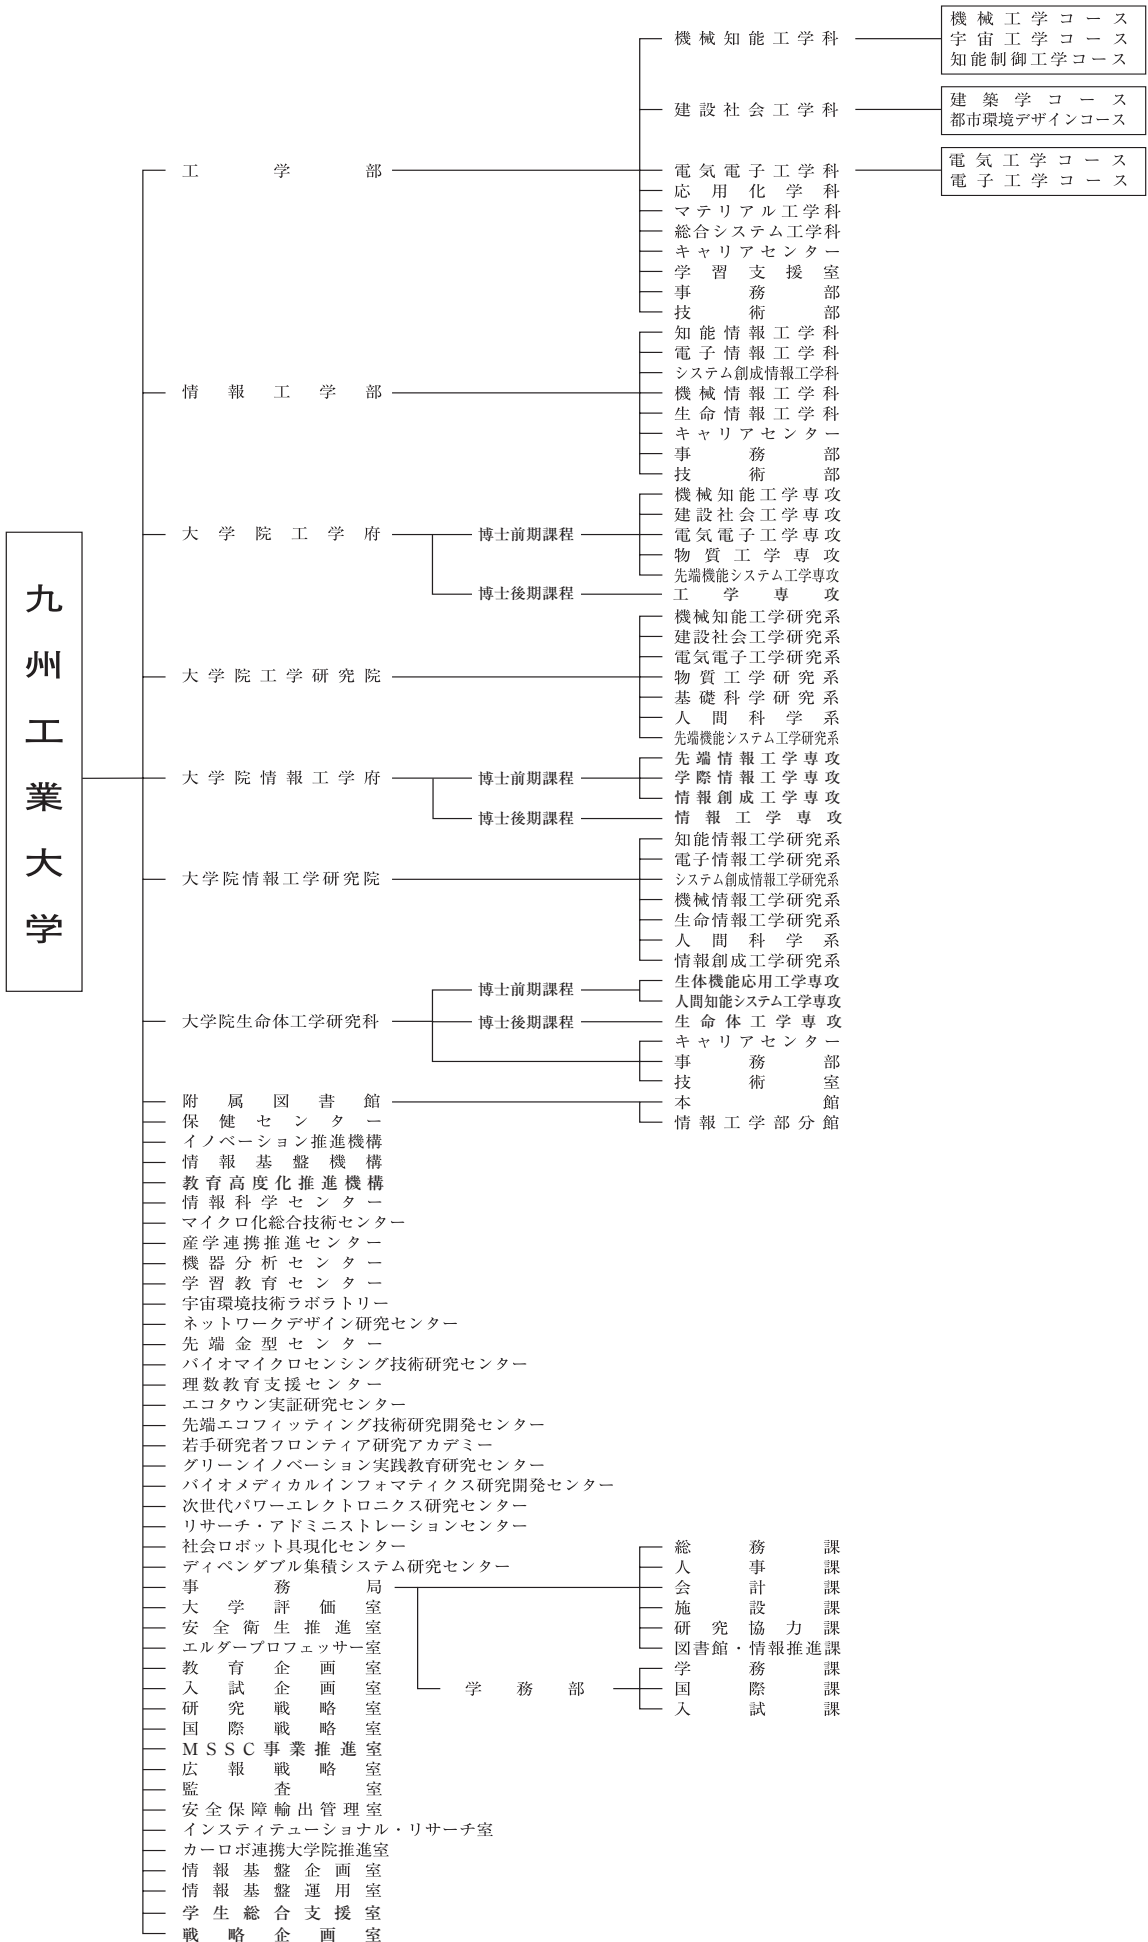 九州工業大学
工学部
機械知能工学科
機械工学コース
宇宙工学コース
知能制御工学コース
建設社会工学科
建築学コース
都市環境デザインコース
電気電子工学科
電気工学コース
電子工学コース
応用化学科
マテリアル工学科
総合システム工学科
キャリアセンター
学習支援室
事務部
技術部
情報工学部
知能情報工学科
電子情報工学科
システム創成情報工学科
機械情報工学科
生命情報工学科
キャリアセンター
事務部
技術部
大学院工学府
博士前期課程
機械知能工学専攻
建設社会工学専攻
電気電子工学専攻
物質工学専攻
先端機能システム工学専攻
博士後期課程
工学専攻
大学院工学研究院
機械知能工学研究系
建設社会工学研究系
電気電子工学研究系
物質工学研究系
基礎科学研究系
人間科学系
先端機能システム工学研究系
大学院情報工学府
博士前期課程
先端情報工学専攻
学際情報工学専攻
情報創成工学専攻
博士後期課程
情報工学専攻
大学院情報工学研究院
知能情報工学研究系
電子情報工学研究系
システム創成情報工学研究系
機械情報工学研究系
生命情報工学研究系
人間科学系
情報創成工学研究系
大学院生命体工学研究科
博士前期課程
生体機能応用工学専攻
人間知能システム工学専攻
博士後期課程
生命体工学専攻
キャリアセンター
事務部
技術室
附属図書館
本館
情報工学部分館
保健センター
イノベーション推進機構
情報基盤機構
教育高度化推進機構
情報科学センター
マイクロ化総合技術センター
産学連携推進センター
機器分析センター
学習教育センター
宇宙環境技術ラボラトリー
ネットワークデザイン研究センター
先端金型センター
バイオマイクロセンシング技術研究センター
理数教育支援センター
エコタウン実証研究センター
先端エコフィッティング技術研究開発センター
若手研究者フロンティア研究アカデミー
グリーンイノベーション実践教育研究センター
バイオメディカルインフォマティクス研究開発センター
次世代パワーエレクトロニクス研究センター
リサーチ・アドミニストレーションセンター
社会ロボット具現化センター
ディペンダブル集積システム研究センター
事務局
総務課
人事課
会計課
施設課
研究協力課
図書館・情報推進課
学務部
学務課
国際課
入試課
大学評価室
安全衛生推進室
エルダープロフェッサー室
教育企画室
入試企画室
研究戦略室
国際戦略室
MSSC事業推進室
広報戦略室
監査室
安全保障輸出管理室
インスティテューショナル・リサーチ室
カーロボ連携大学院推進室
情報基盤企画室
情報基盤運用室
学生総合支援室
戦略企画室